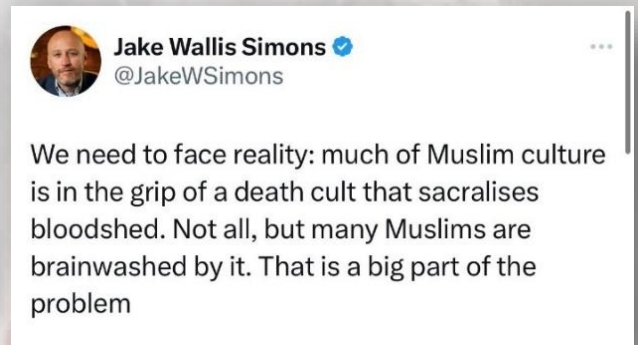 Jake Wallis Simons
@JakeWSimons
We need to face reality: much of Muslim culture
is in the grip of a death cult that sacralises
bloodshed. Not all, but many Muslims are
brainwashed by it. That is a big part of the
problem